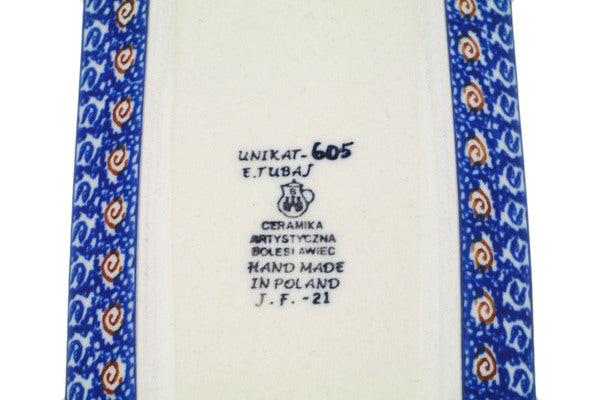 UNIKAT-605
E.TUBAJ
CERAMIKA
ARTYSTYCZNA
BOLESŁAWIEC
HAND MADE
IN POLAND
J.F.-21